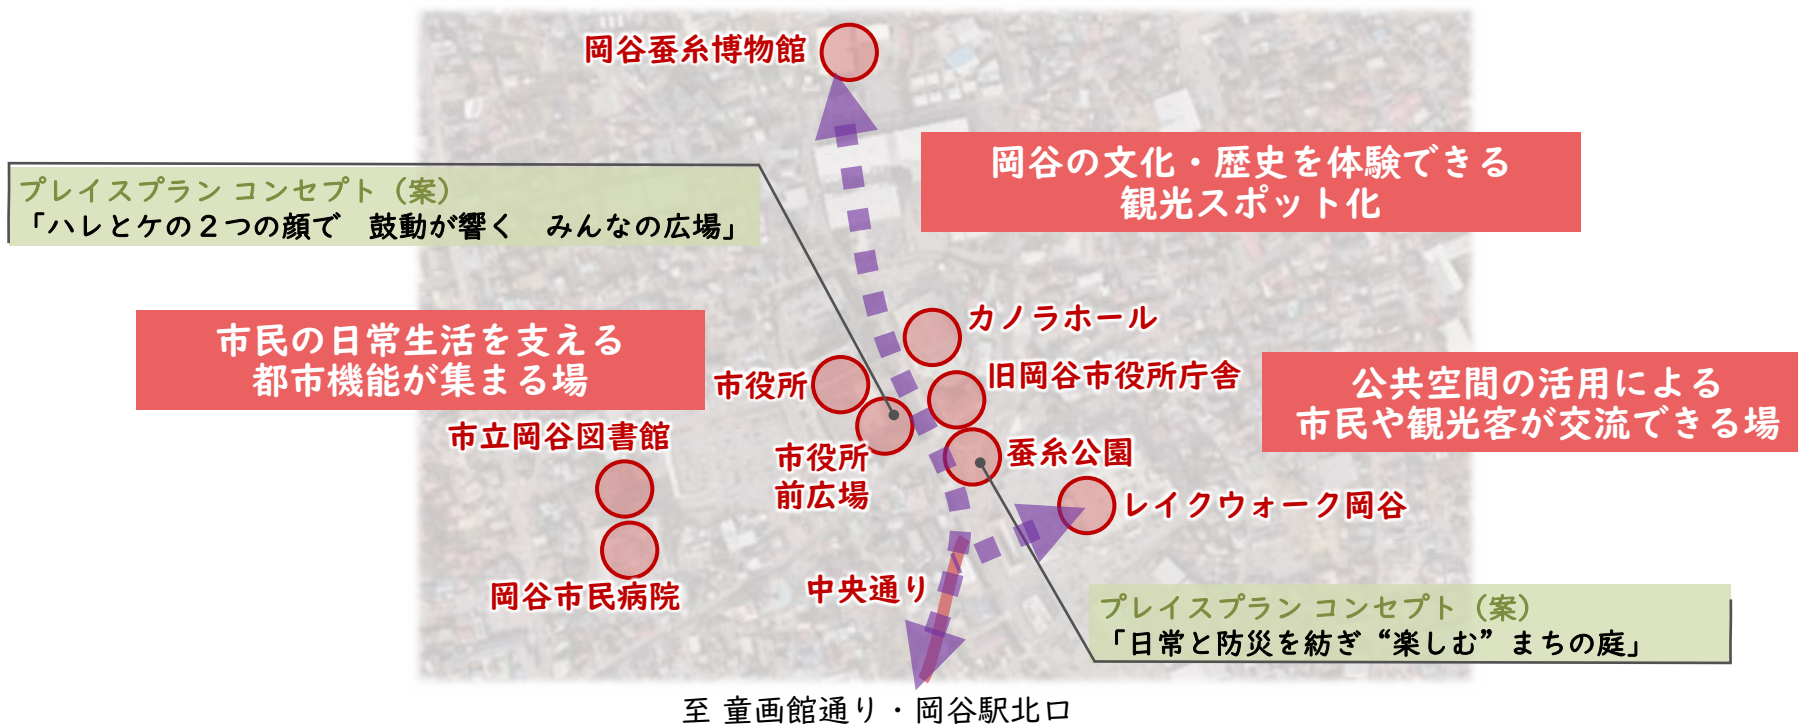 岡谷蚕糸博物館
岡谷の文化・歴史を体験できる
観光スポット化
プレイスプラン コンセプト（案）
「ハレとケの２つの顔で　鼓動が響く　みんなの広場」
市民の日常生活を支える
都市機能が集まる場
カノラホール
市役所
旧岡谷市役所庁舎
公共空間の活用による
市民や観光客が交流できる場
市立岡谷図書館
市役所
前広場
蚕糸公園
レイクウォーク岡谷
岡谷市民病院
中央通り
プレイスプラン コンセプト（案）
「日常と防災を紡ぎ“楽しむ”まちの庭」
至 童画館通り・岡谷駅北口